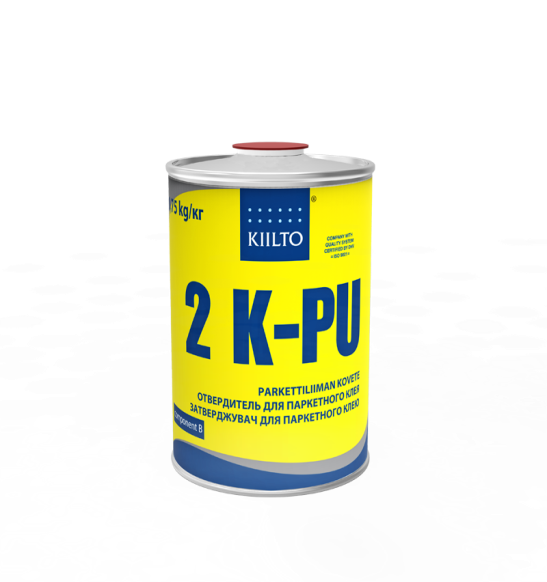 75 kg/кг
KIILTO
®
COMPANY WITH
QUALITY SYSTEM
CERTIFIED BY DNV
= ISO 9001 =
2 K-PU
PARKETTILIIMAN KOVETE
ОТВЕРДИТЕЛЬ ДЛЯ ПАРКЕТНОГО КЛЕЯ
ЗАТВЕРДЖУВАЧ ДЛЯ ПАРКЕТНОГО КЛЕЮ
omponent B